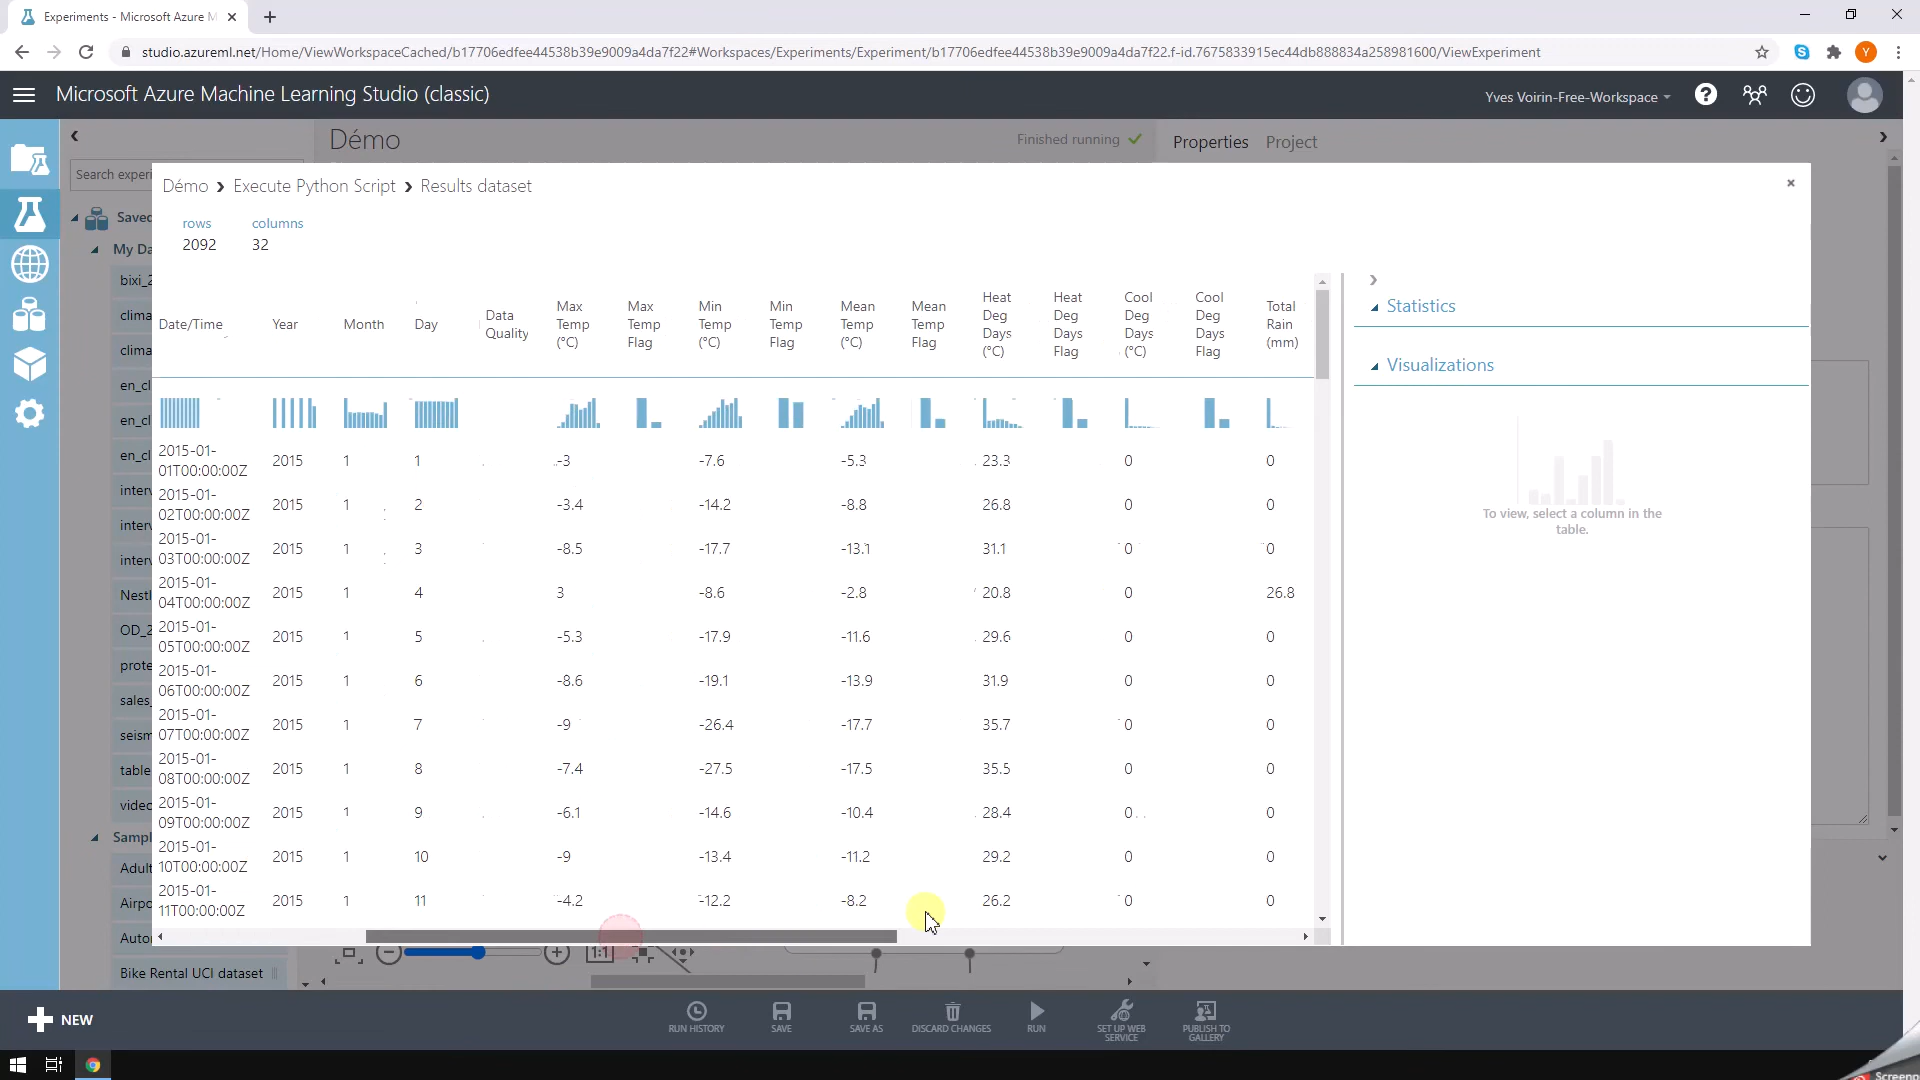 Experiments - Microsoft Azure M
studio.azureml.net/Home/ViewWorkspaceCached/b17706edfee44538b39e9009a4da7f22#Workspaces/Experiments/Experiment/b17706edfee44538b39e9009a4da7f22.f-id.7675833915ec44db888834a258981600/ViewExperiment
Y
Microsoft Azure Machine Learning Studio (classic)
Yves Voirin-Free-Workspace
Démo
Finished running
Properties Project
Search experi
Saved
My Da
bixi_2
clima
clima
en_cl
en_cl
en_cl
interv
interv
interv
Nestl
OD_2
prote
sales_
seism
table
video
Sampl
Adult
Airpo
Autor
Bike Rental UCI dataset
Démo Execute Python Script Results dataset
rows columns
2092 32
Date/Time Year Month Day Data Quality Max Temp (°C) Max Temp Flag Min Temp (°C) Min Temp Flag Mean Temp (°C) Mean Temp Flag Heat Deg Days (°C) Heat Deg Days Flag Cool Deg Days (°C) Cool Deg Days Flag Total Rain (mm)
2015-01-01T00:00:00Z 2015 1 1 -3 -7.6 -5.3 23.3 0 0
2015-01-02T00:00:00Z 2015 1 2 -3.4 -14.2 -8.8 26.8 0 0
2015-01-03T00:00:00Z 2015 1 3 -8.5 -17.7 -13.1 31.1 0 0
2015-01-04T00:00:00Z 2015 1 4 3 -8.6 -2.8 20.8 0 26.8
2015-01-05T00:00:00Z 2015 1 5 -5.3 -17.9 -11.6 29.6 0 0
2015-01-06T00:00:00Z 2015 1 6 -8.6 -19.1 -13.9 31.9 0 0
2015-01-07T00:00:00Z 2015 1 7 -9 -26.4 -17.7 35.7 0 0
2015-01-08T00:00:00Z 2015 1 8 -7.4 -27.5 -17.5 35.5 0 0
2015-01-09T00:00:00Z 2015 1 9 -6.1 -14.6 -10.4 28.4 0 0
2015-01-10T00:00:00Z 2015 1 10 -9 -13.4 -11.2 29.2 0 0
2015-01-11T00:00:00Z 2015 1 11 -4.2 -12.2 -8.2 26.2 0 0
Statistics
Visualizations
To view, select a column in the
table.
1:1
NEW
RUN HISTORY
SAVE
SAVE AS
DISCARD CHANGES
RUN
SET UP WEB
SERVICE
PUBLISH TO
GALLERY